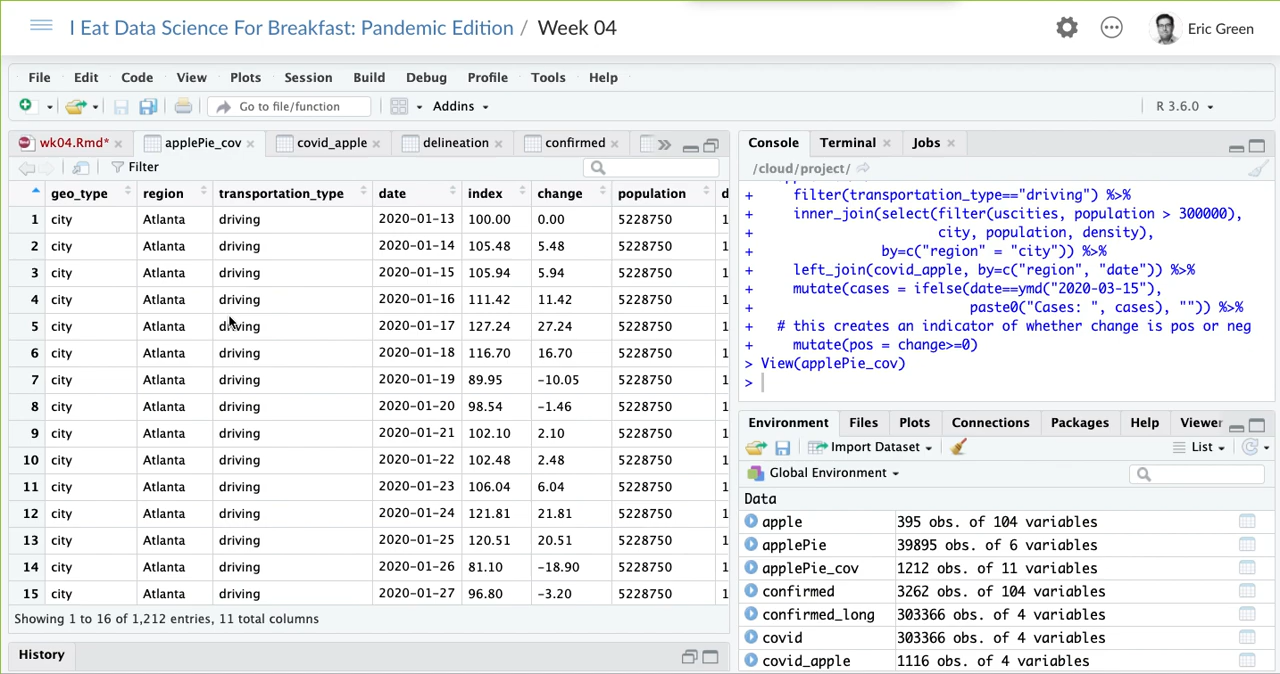 I Eat Data Science For Breakfast: Pandemic Edition / Week 04
Eric Green
File Edit Code View Plots Session Build Debug Profile Tools Help
Go to file/function
Addins
R 3.6.0
wk04.Rmd* applePie_cov covid_apple delineation confirmed
Filter
geo_type region transportation_type date index change population d
1 city Atlanta driving 2020-01-13 100.00 0.00 5228750 1
2 city Atlanta driving 2020-01-14 105.48 5.48 5228750 1
3 city Atlanta driving 2020-01-15 105.94 5.94 5228750 1
4 city Atlanta driving 2020-01-16 111.42 11.42 5228750 1
5 city Atlanta driving 2020-01-17 127.24 27.24 5228750 1
6 city Atlanta driving 2020-01-18 116.70 16.70 5228750 1
7 city Atlanta driving 2020-01-19 89.95 -10.05 5228750 1
8 city Atlanta driving 2020-01-20 98.54 -1.46 5228750 1
9 city Atlanta driving 2020-01-21 102.10 2.10 5228750 1
10 city Atlanta driving 2020-01-22 102.48 2.48 5228750 1
11 city Atlanta driving 2020-01-23 106.04 6.04 5228750 1
12 city Atlanta driving 2020-01-24 121.81 21.81 5228750 1
13 city Atlanta driving 2020-01-25 120.51 20.51 5228750 1
14 city Atlanta driving 2020-01-26 81.10 -18.90 5228750 1
15 city Atlanta driving 2020-01-27 96.80 -3.20 5228750 1
Showing 1 to 16 of 1,212 entries, 11 total columns
History
Console Terminal Jobs
/cloud/project/
+ filter(transportation_type=="driving") %>%
+ inner_join(select(filter(uscities, population > 300000),
+ city, population, density),
+ by=c("region" = "city")) %>%
+ left_join(covid_apple, by=c("region", "date")) %>%
+ mutate(cases = ifelse(date==ymd("2020-03-15"),
+ paste0("Cases: ", cases), "")) %>%
+ # this creates an indicator of whether change is pos or neg
+ mutate(pos = change>=0)
> View(applePie_cov)
>
Environment Files Plots Connections Packages Help Viewer
Import Dataset
List
Global Environment
Data
apple 395 obs. of 104 variables
applePie 39895 obs. of 6 variables
applePie_cov 1212 obs. of 11 variables
confirmed 3262 obs. of 104 variables
confirmed_long 303366 obs. of 4 variables
covid 303366 obs. of 4 variables
covid_apple 1116 obs. of 4 variables